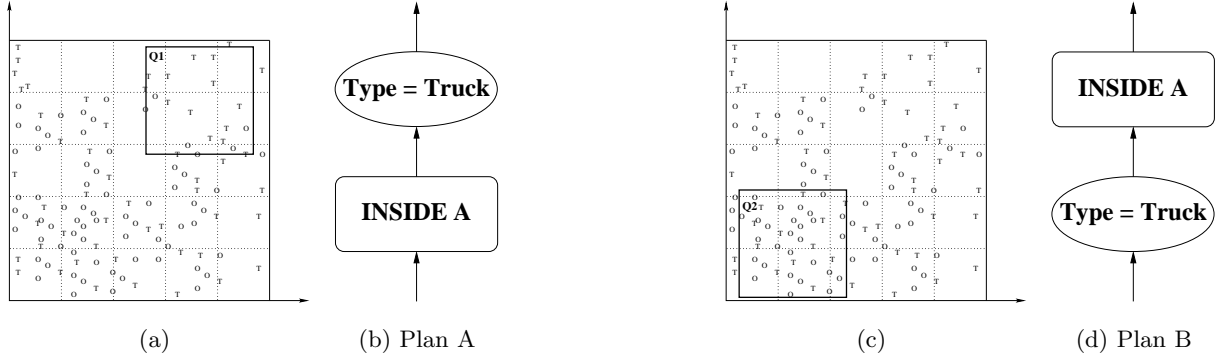 Q1
Type = Truck
INSIDE A
(a)
(b) Plan A
Q2
INSIDE A
Type = Truck
(c)
(d) Plan B